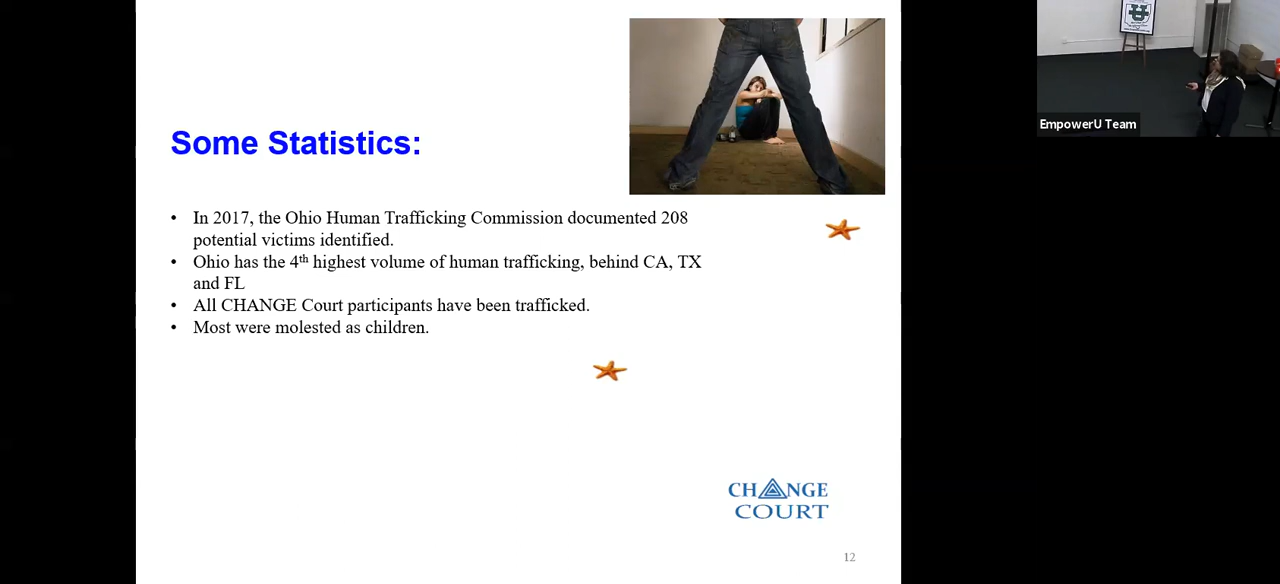 EmpowerU Team
Some Statistics:
• In 2017, the Ohio Human Trafficking Commission documented 208
potential victims identified.
• Ohio has the 4th highest volume of human trafficking, behind CA, TX
and FL
• All CHANGE Court participants have been trafficked.
• Most were molested as children.
CHANGE
COURT
12